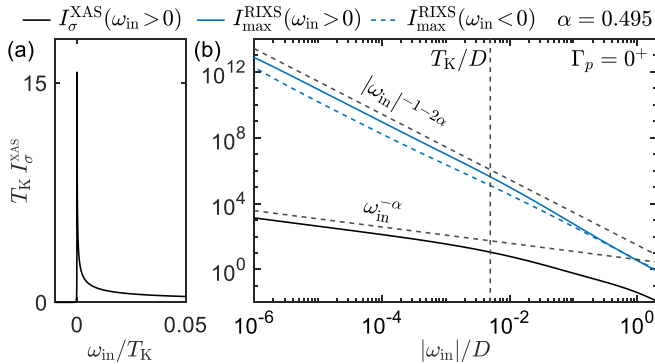 I_σ^XAS(ω_in>0) I_max^RIXS(ω_in>0) I_max^RIXS(ω_in<0) α = 0.495
(a)
15
0
T_K I_σ^XAS
0 0.05
ω_in/T_K
(b)
T_K/D Γ_p = 0⁺
|ω_in|^{-1-2α}
ω_in^{-α}
10^12
10^8
10^4
10^0
10^-6 10^-4 10^-2 10^0
|ω_in|/D